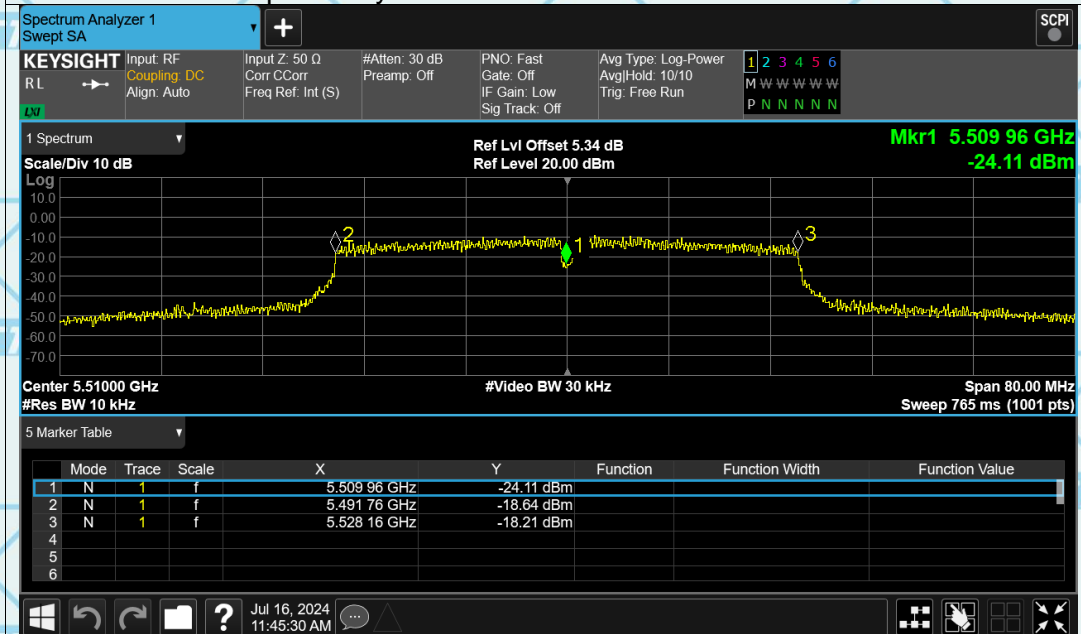 Spectrum Analyzer 1
Swept SA
SCPI
KEYSIGHT
R L
LXI
Input: RF
Coupling: DC
Align: Auto
Input Z: 50 Ω
Corr CCorr
Freq Ref: Int (S)
#Atten: 30 dB
Preamp: Off
PNO: Fast
Gate: Off
IF Gain: Low
Sig Track: Off
Avg Type: Log-Power
Avg|Hold: 10/10
Trig: Free Run
1 2 3 4 5 6
M W W W W W
P N N N N N
1 Spectrum
Scale/Div 10 dB
Ref Lvl Offset 5.34 dB
Ref Level 20.00 dBm
Mkr1 5.509 96 GHz
-24.11 dBm
Log
10.0
0.00
-10.0
-20.0
-30.0
-40.0
-50.0
-60.0
-70.0
2
1
3
Center 5.51000 GHz
#Video BW 30 kHz
Span 80.00 MHz
#Res BW 10 kHz
Sweep 765 ms (1001 pts)
5 Marker Table
Mode Trace Scale X Y Function Function Width Function Value
1 N 1 f 5.509 96 GHz -24.11 dBm
2 N 1 f 5.491 76 GHz -18.64 dBm
3 N 1 f 5.528 16 GHz -18.21 dBm
4
5
6
?
Jul 16, 2024
11:45:30 AM